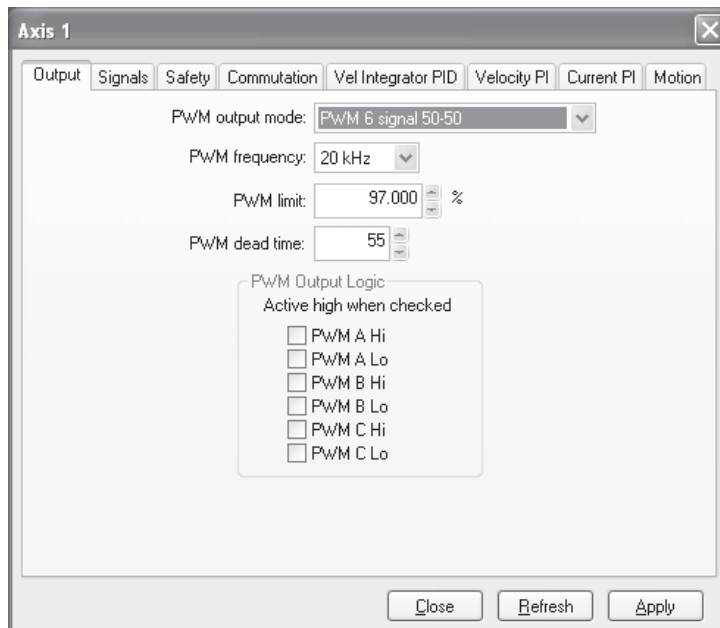 Axis 1
Output Signals Safety Commutation Vel Integrator PID Velocity PI Current PI Motion
PWM output mode: PWM 6 signal 50-50
PWM frequency: 20 kHz
PWM limit: 97.000 %
PWM dead time: 55
PWM Output Logic
Active high when checked
PWM A Hi
PWM A Lo
PWM B Hi
PWM B Lo
PWM C Hi
PWM C Lo
Close Refresh Apply